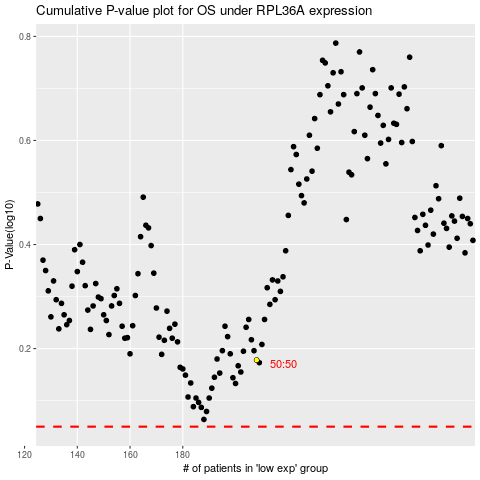 Cumulative P-value plot for OS under RPL36A expression
P-Value(log10)
0.8
0.6
0.4
0.2
50:50
120 140 160 180
# of patients in 'low exp' group